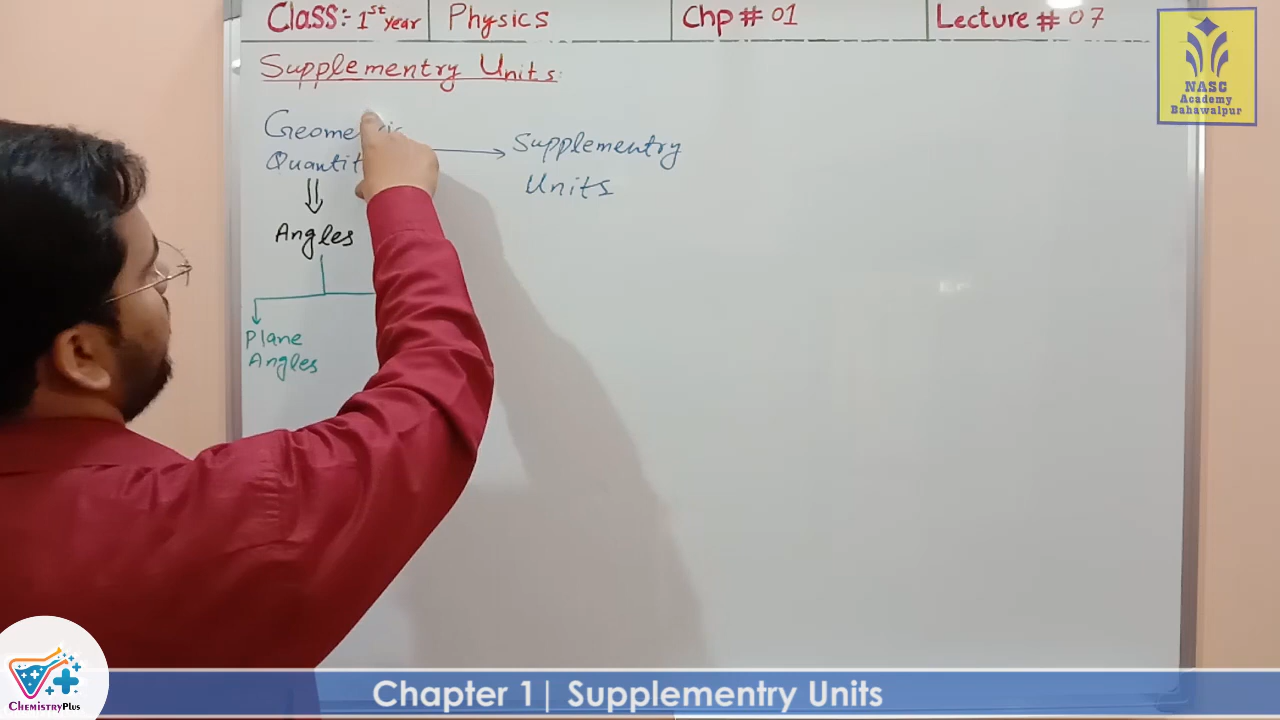 Class:- 1st year Physics Chp # 01 Lecture # 07
Supplementry Units:
Supplementry
Units
Angles
Plane
Angles
NASC
Academy
Bahawalpur
ChemistryPlus
Chapter 1| Supplementry Units